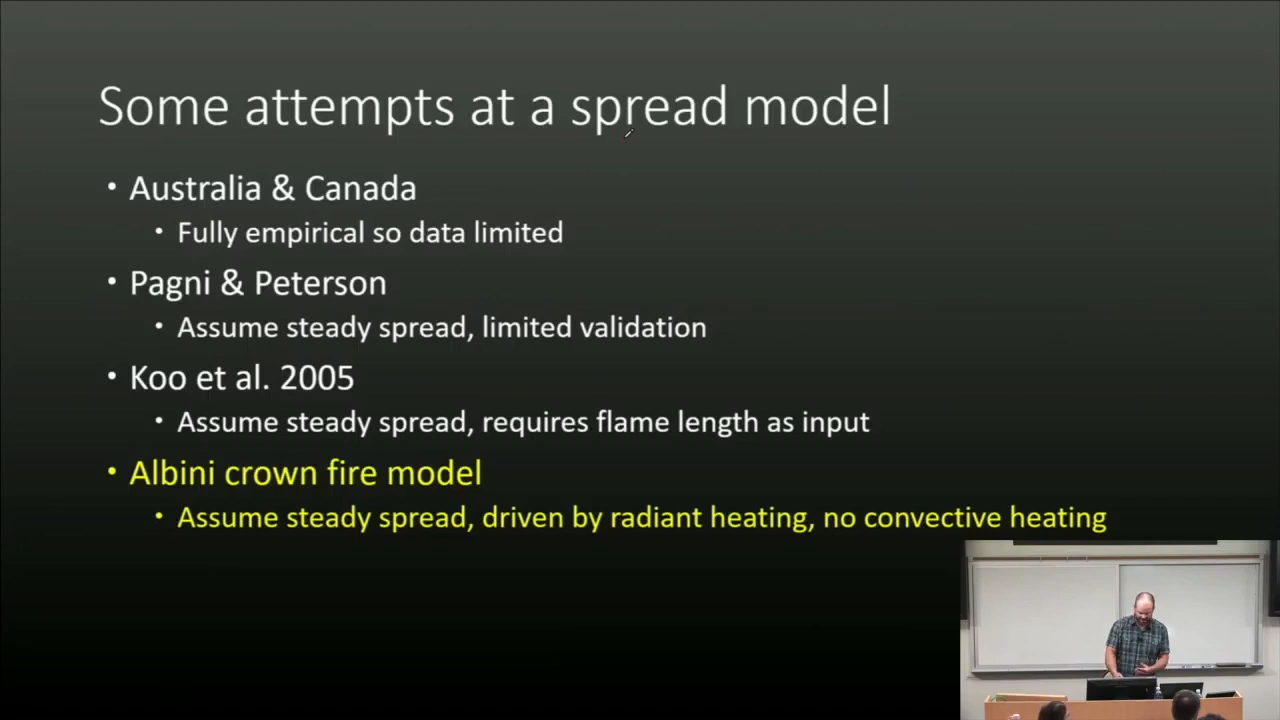 Some attempts at a spread model
• Australia & Canada
• Fully empirical so data limited
• Pagni & Peterson
• Assume steady spread, limited validation
• Koo et al. 2005
• Assume steady spread, requires flame length as input
• Albini crown fire model
• Assume steady spread, driven by radiant heating, no convective heating